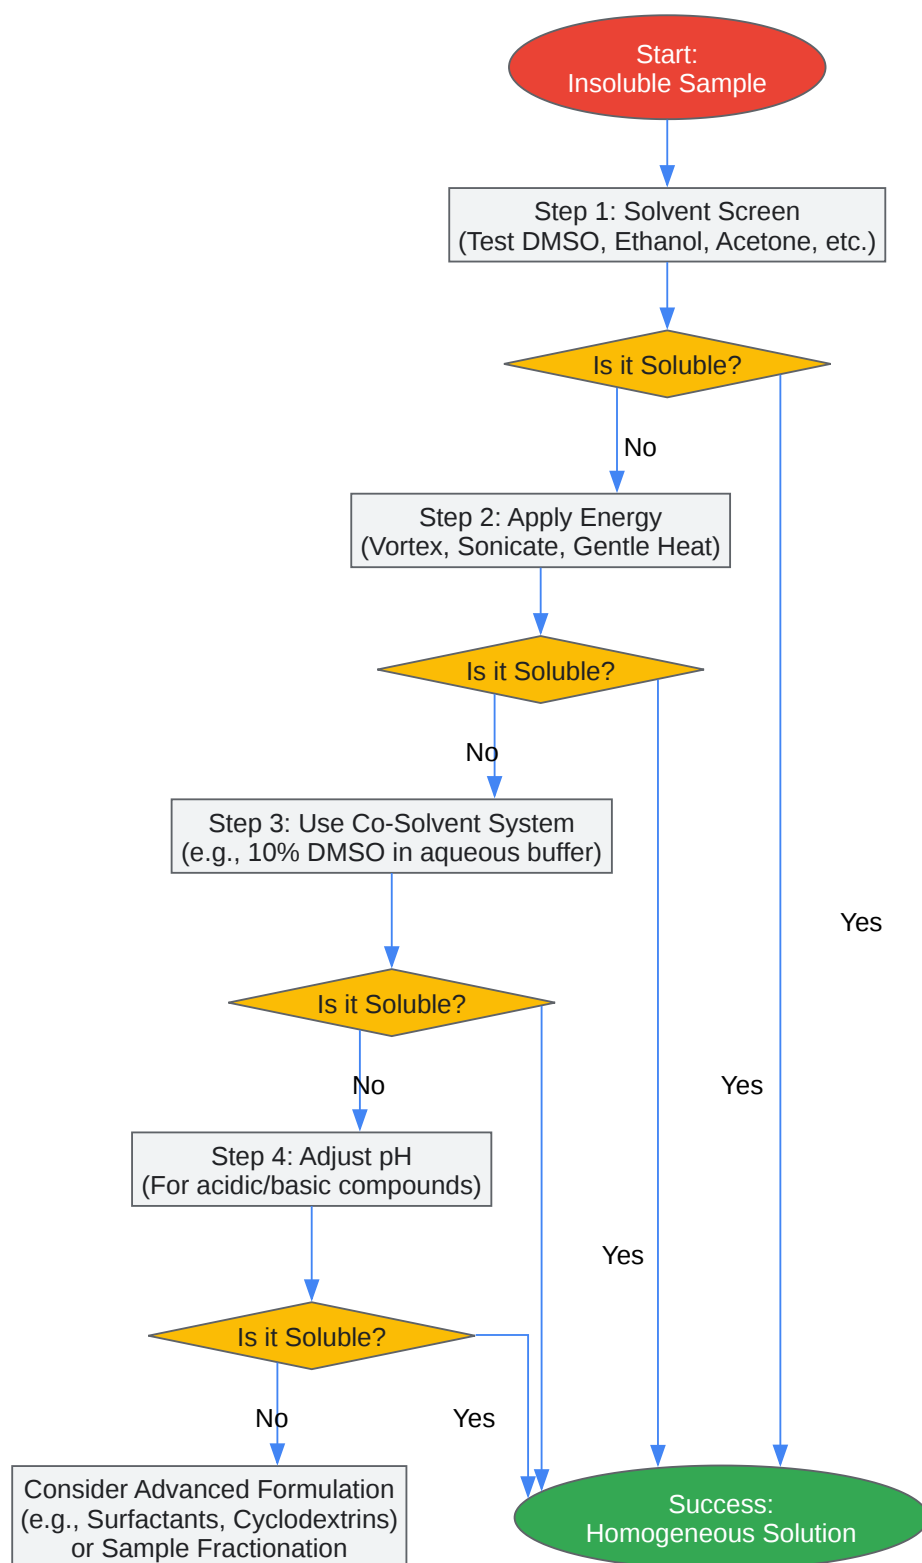 Start:
Insoluble Sample
Step 1: Solvent Screen
(Test DMSO, Ethanol, Acetone, etc.)
Is it Soluble?
No
Step 2: Apply Energy
(Vortex, Sonicate, Gentle Heat)
Is it Soluble?
No
Step 3: Use Co-Solvent System
(e.g., 10% DMSO in aqueous buffer)
Yes
Is it Soluble?
No
Yes
Step 4: Adjust pH
(For acidic/basic compounds)
Yes
Is it Soluble?
No
Yes
Consider Advanced Formulation
(e.g., Surfactants, Cyclodextrins)
or Sample Fractionation
Success:
Homogeneous Solution